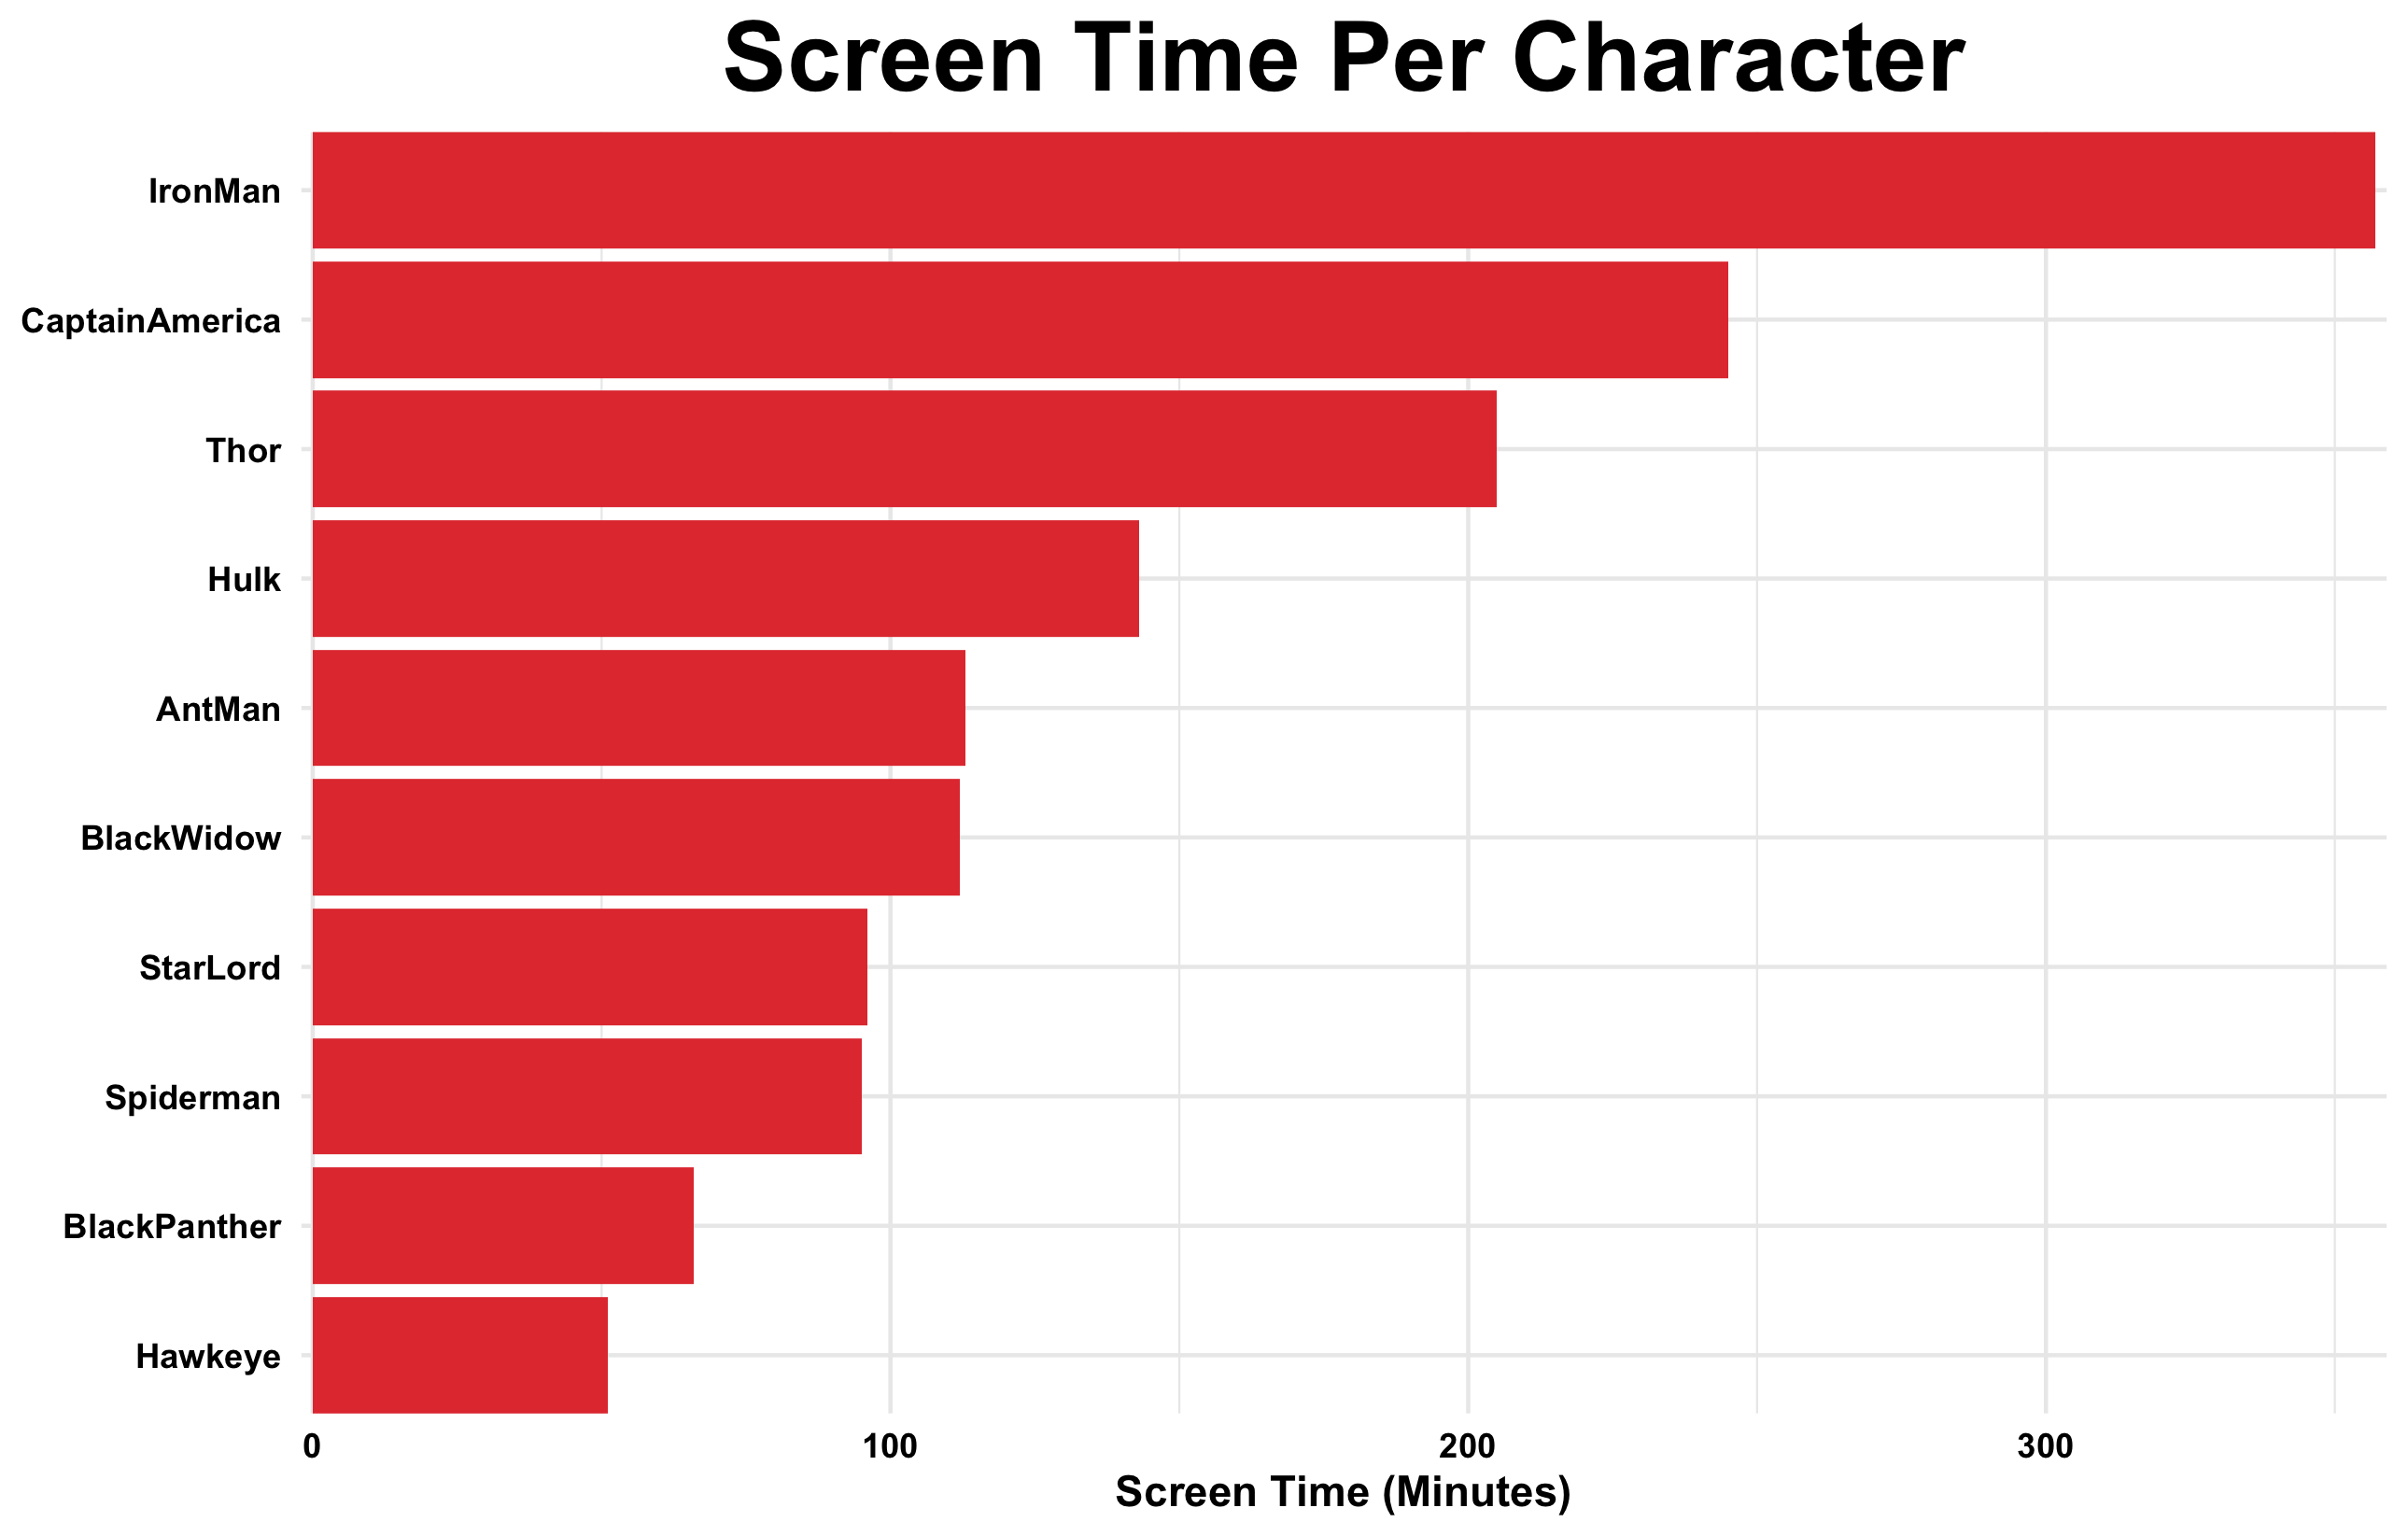 Screen Time Per Character
IronMan
CaptainAmerica
Thor
Hulk
AntMan
BlackWidow
StarLord
Spiderman
BlackPanther
Hawkeye
0 100 200 300
Screen Time (Minutes)